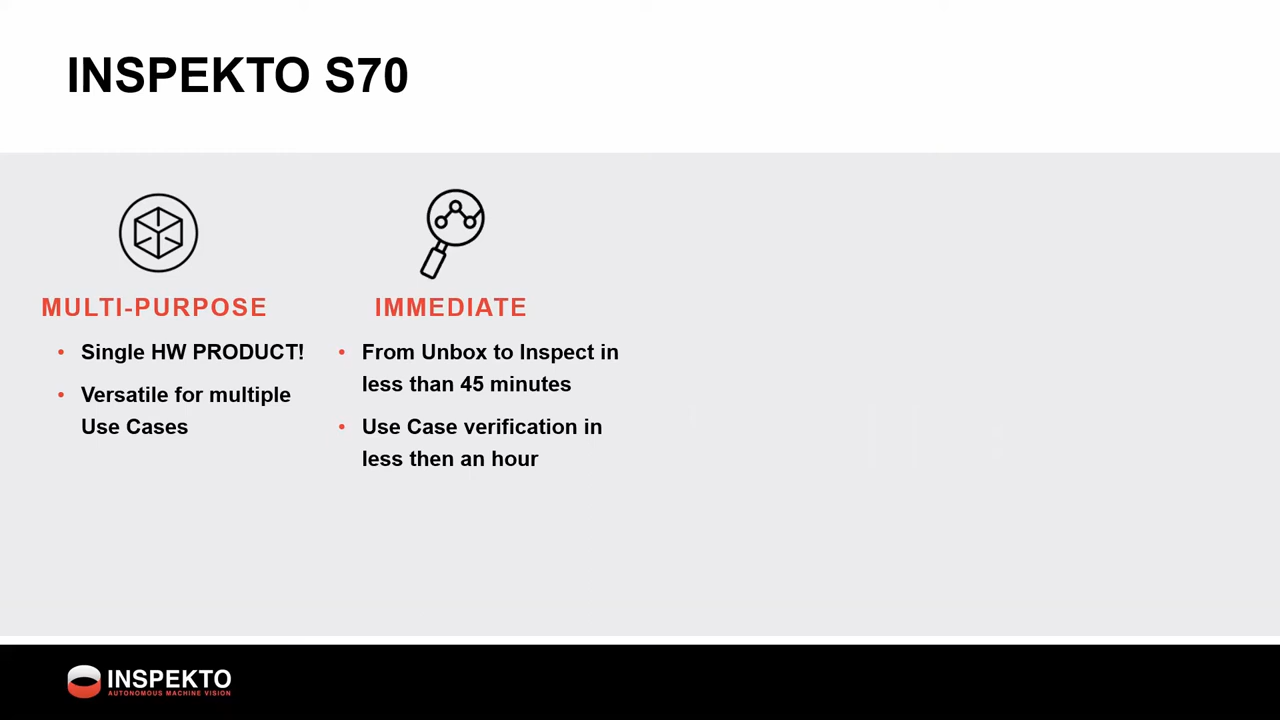 INSPEKTO S70
MULTI-PURPOSE
• Single HW PRODUCT!
• Versatile for multiple
Use Cases
IMMEDIATE
• From Unbox to Inspect in
less than 45 minutes
• Use Case verification in
less then an hour
INSPEKTO
AUTONOMOUS MACHINE VISION